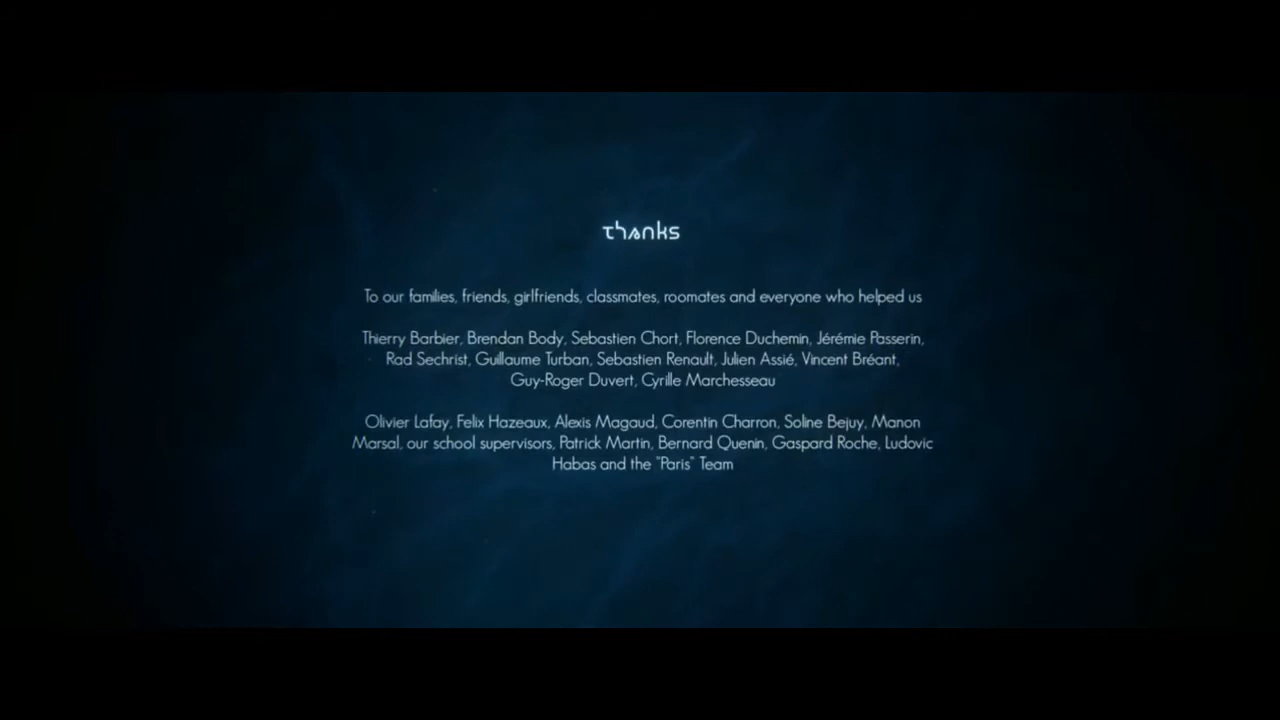 thanks
To our families, friends, girlfriends, classmates, roomates and everyone who helped us
Thierry Barbier, Brendan Body, Sebastien Chort, Florence Duchemin, Jérémie Passerin,
Rad Sechrist, Guillaume Turban, Sebastien Renault, Julien Assié, Vincent Bréant,
Guy-Roger Duvert, Cyrille Marchesseau
Olivier Lafay, Felix Hazeaux, Alexis Magaud, Corentin Charron, Soline Bejuy, Manon
Marsal, our school supervisors, Patrick Martin, Bernard Quenin, Gaspard Roche, Ludovic
Habas and the "Paris" Team